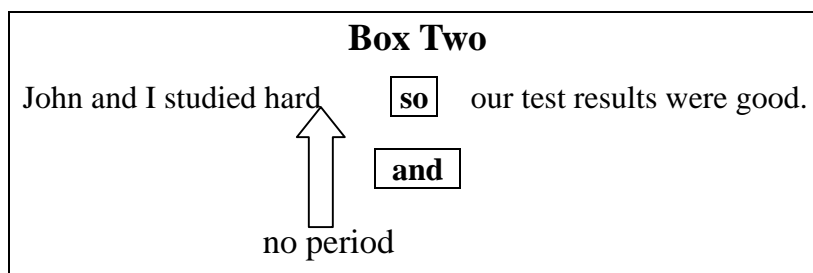 Box Two
John and I studied hard so our test results were good.
and
no period